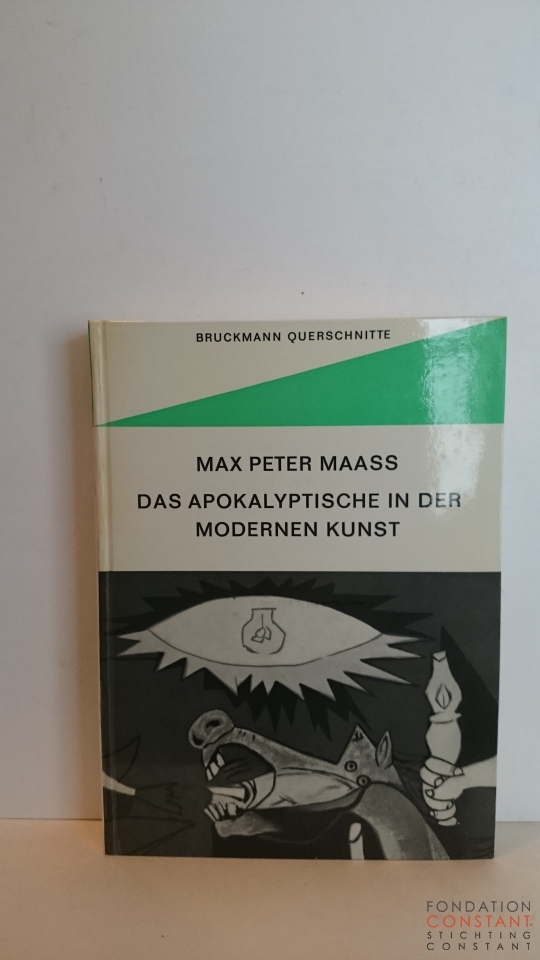 BRUCKMANN QUERSCHNITTE
MAX PETER MAASS
DAS APOKALYPTISCHE IN DER
MODERNEN KUNST
FONDATION
CONSTANT
STICHTING
CONSTANT